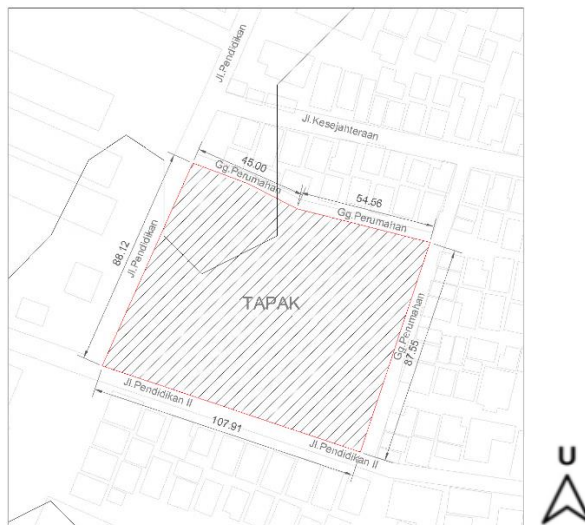 Jl.Pendidikan
Jl.Kesejahteraan
45.00
Gg.Perumahan
54.56
Gg.Perumahan
88.12
Jl.Pendidikan
TAPAK
Gg.Perumahan
87.55
Jl.Pendidikan II
107.91
Jl.Pendidikan II
U